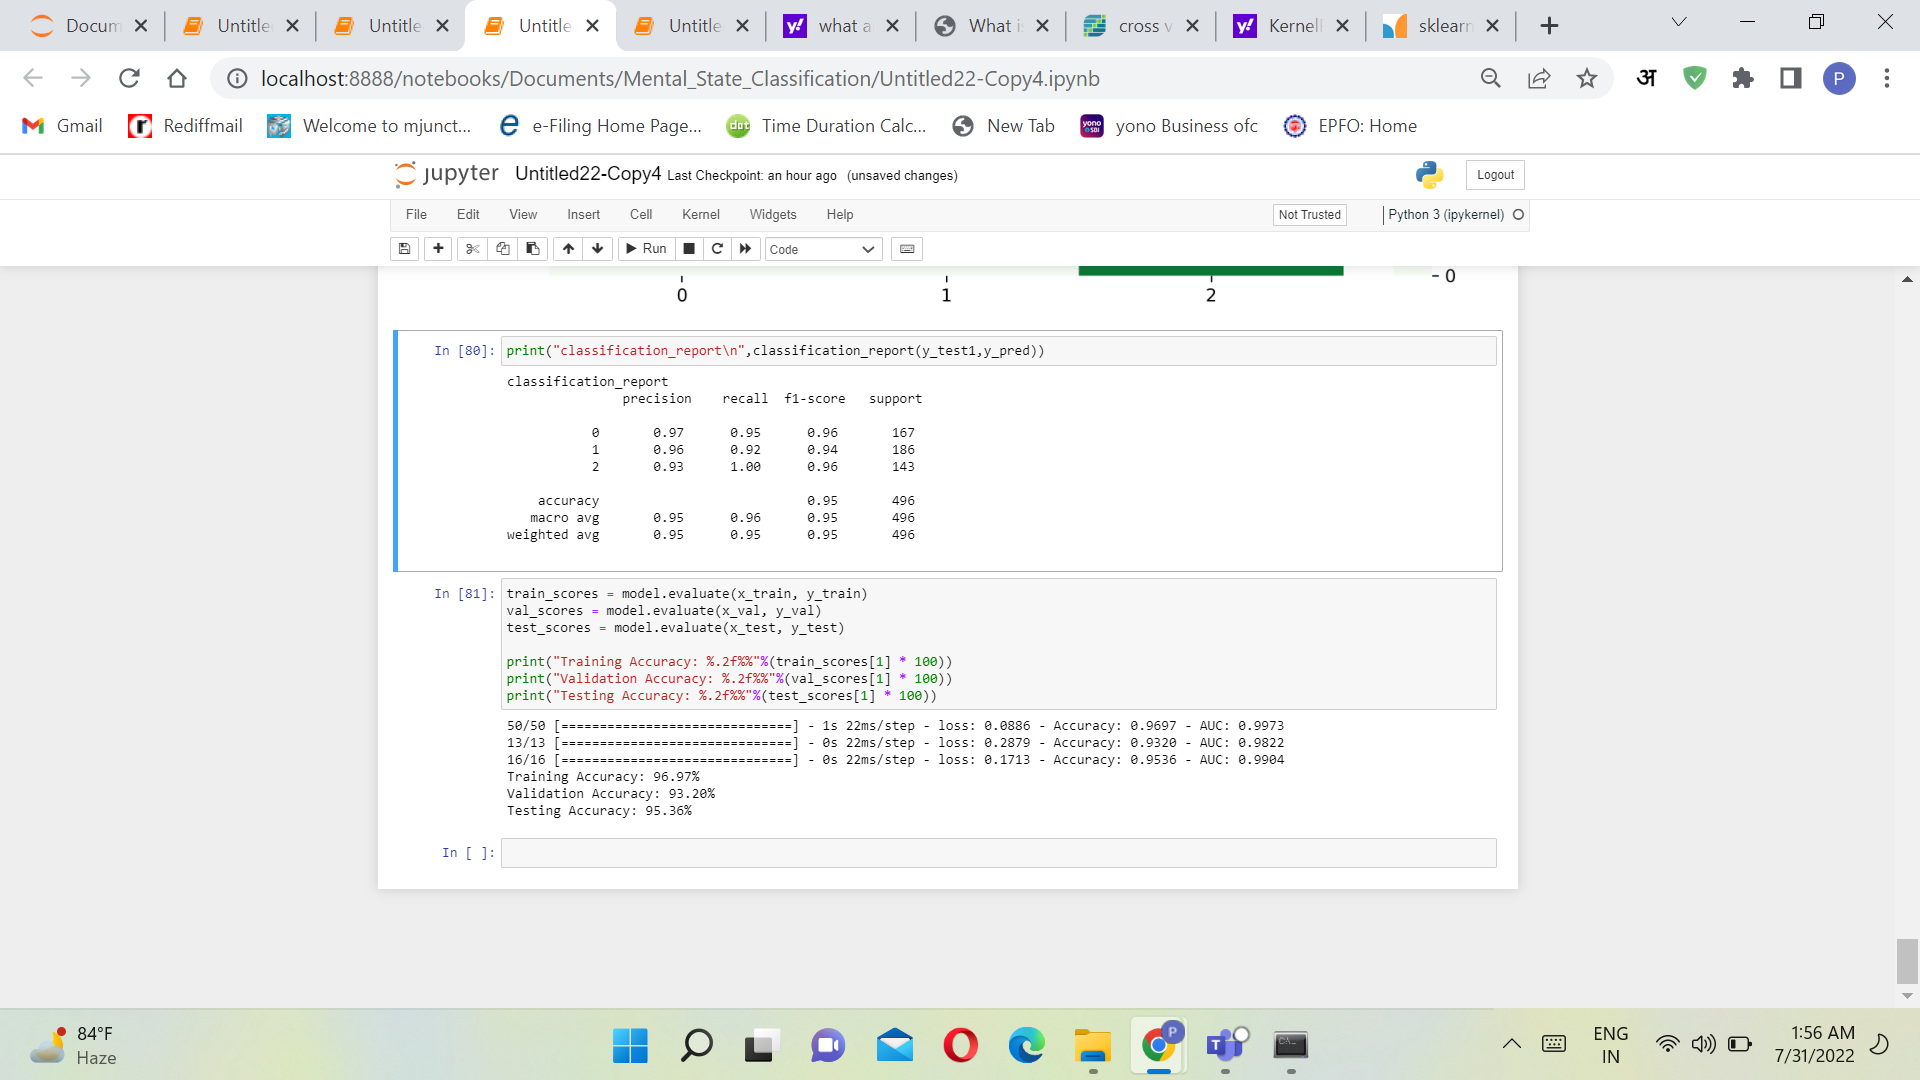 Docum
Untitle
Untitle
Untitle
Untitle
what a
What i
cross v
Kernel
sklearn
localhost:8888/notebooks/Documents/Mental_State_Classification/Untitled22-Copy4.ipynb
अ
P
Gmail
Rediffmail
Welcome to mjunct...
e-Filing Home Page...
Time Duration Calc...
New Tab
yono Business ofc
EPFO: Home
jupyter Untitled22-Copy4 Last Checkpoint: an hour ago (unsaved changes)
Logout
File Edit View Insert Cell Kernel Widgets Help
Not Trusted
Python 3 (ipykernel)
Run
Code
- 0
0 1 2
In [80]: print("classification_report\n",classification_report(y_test1,y_pred))
classification_report
precision recall f1-score support
0 0.97 0.95 0.96 167
1 0.96 0.92 0.94 186
2 0.93 1.00 0.96 143
accuracy 0.95 496
macro avg 0.95 0.96 0.95 496
weighted avg 0.95 0.95 0.95 496
In [81]: train_scores = model.evaluate(x_train, y_train)
val_scores = model.evaluate(x_val, y_val)
test_scores = model.evaluate(x_test, y_test)
print("Training Accuracy: %.2f%%"%(train_scores[1] * 100))
print("Validation Accuracy: %.2f%%"%(val_scores[1] * 100))
print("Testing Accuracy: %.2f%%"%(test_scores[1] * 100))
50/50 [==============================] - 1s 22ms/step - loss: 0.0886 - Accuracy: 0.9697 - AUC: 0.9973
13/13 [==============================] - 0s 22ms/step - loss: 0.2879 - Accuracy: 0.9320 - AUC: 0.9822
16/16 [==============================] - 0s 22ms/step - loss: 0.1713 - Accuracy: 0.9536 - AUC: 0.9904
Training Accuracy: 96.97%
Validation Accuracy: 93.20%
Testing Accuracy: 95.36%
In [ ]:
84°F
Haze
P
ENG
IN
1:56 AM
7/31/2022